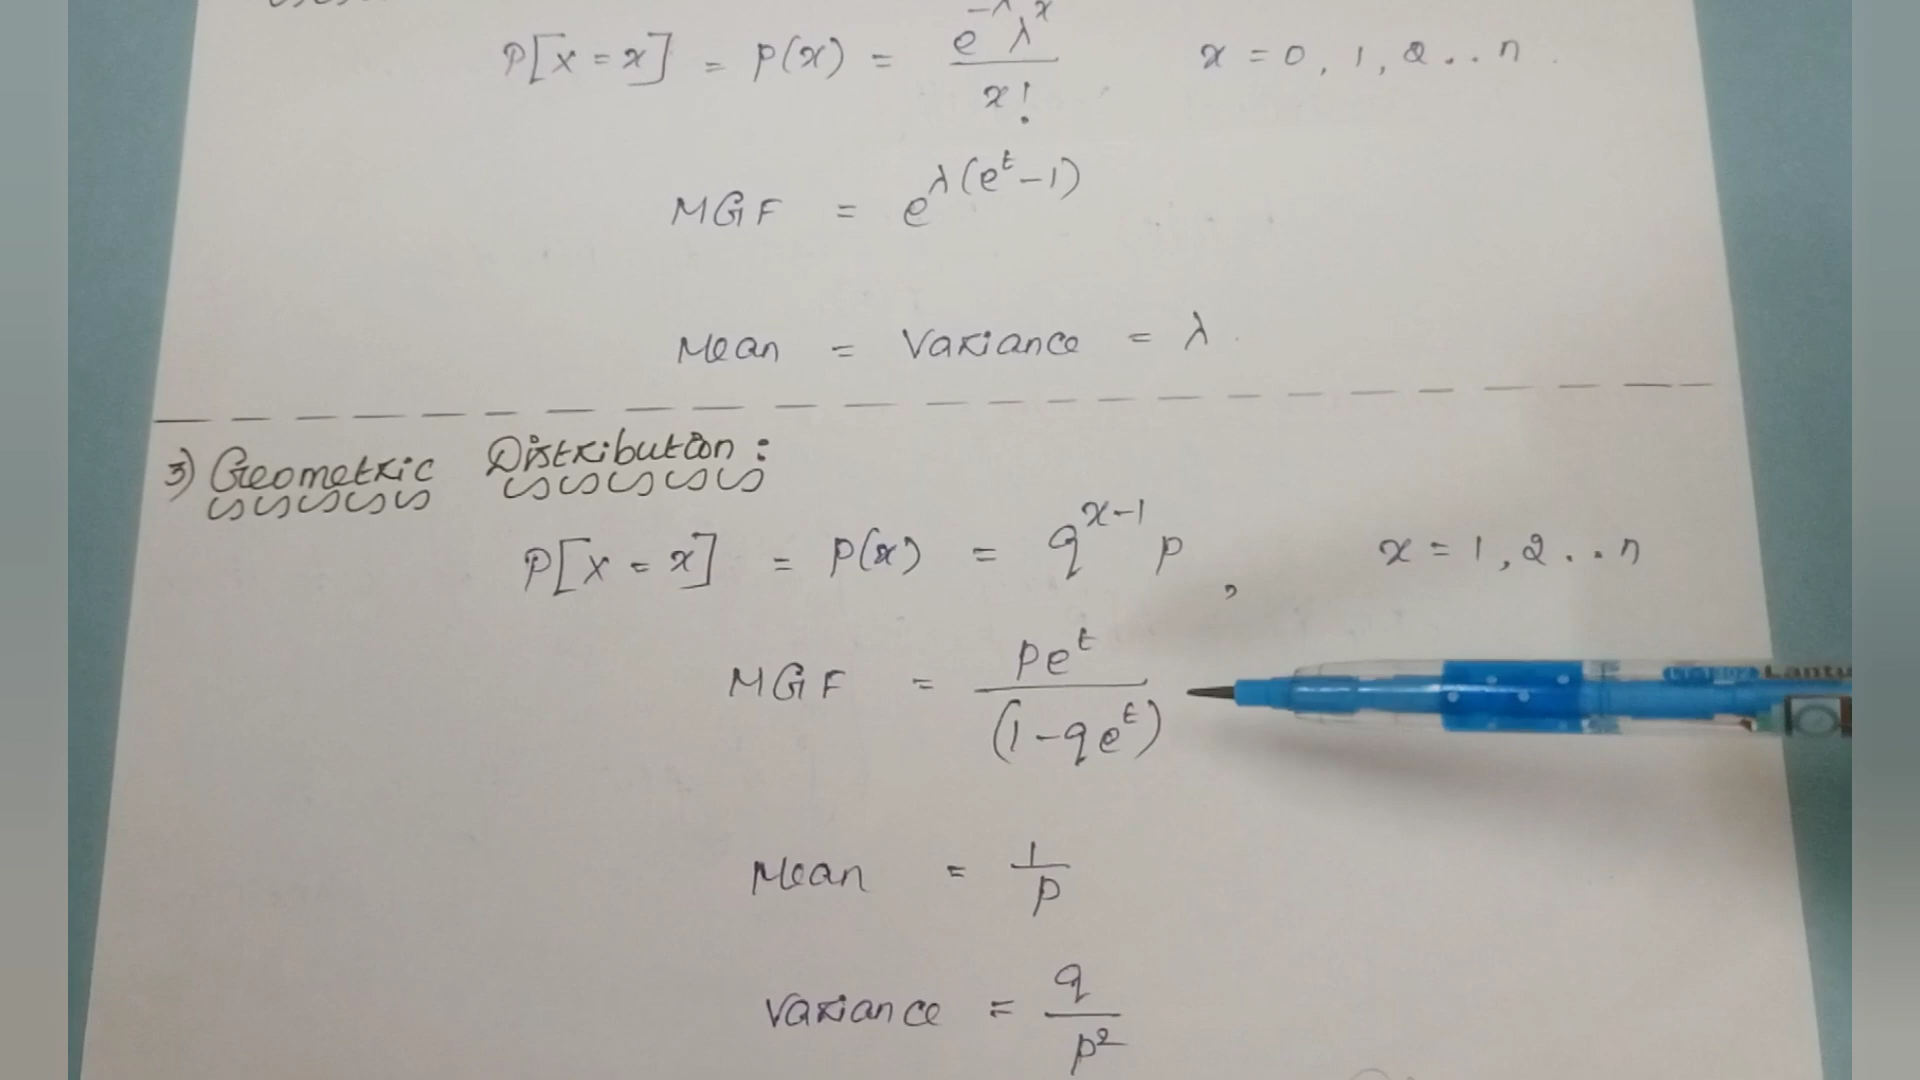 P[X = x] = p(x) = e^-λ λ^x / x!   x = 0, 1, 2 .. n .
MGF = e^λ(e^t - 1)
Mean = Variance = λ .
3) Geometric Distribution :
P[X = x] = p(x) = q^x-1 p ,   x = 1, 2 .. n
MGF = pe^t / (1 - qe^t)
Mean = 1 / p
Variance = q / p^2